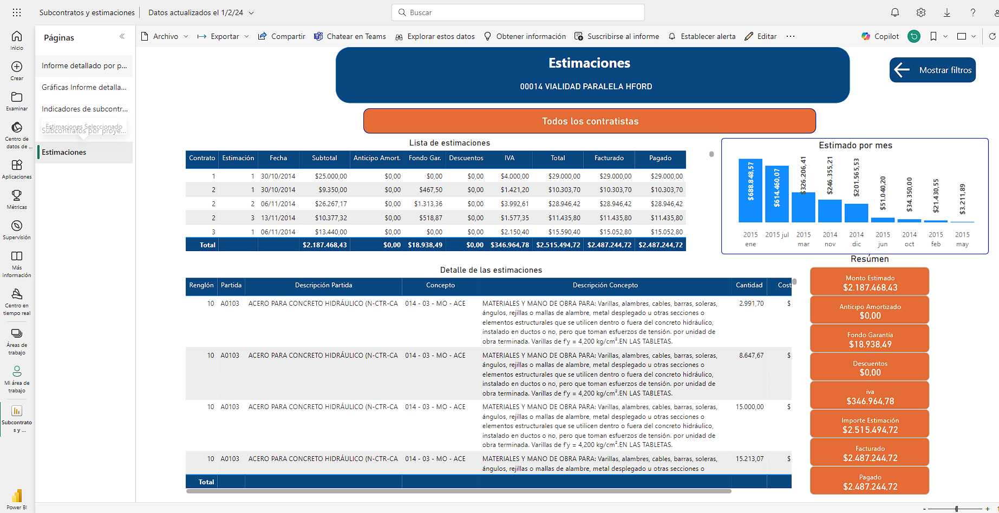 Subcontratos y estimaciones
Datos actualizados el 1/2/24
Buscar
Inicio
Crear
Examinar
Centro de
datos de ...
Aplicaciones
Métricas
Supervisión
Más
información
Centro en
tiempo real
Áreas de
trabajo
Mi área de
trabajo
Subcontrato
s y ...
Power BI
Páginas
Informe detallado por p...
Gráficas Informe detalla...
Indicadores de subcontr...
Estimaciones Seleccionado
Subcontratos por proye...
Estimaciones
Archivo
Exportar
Compartir
Chatear en Teams
Explorar estos datos
Obtener información
Suscribirse al informe
Establecer alerta
Editar
...
Copilot
Estimaciones
00014 VIALIDAD PARALELA HFORD
Mostrar filtros
Todos los contratistas
Lista de estimaciones
Contrato Estimación Fecha Subtotal Anticipo Amort. Fondo Gar. Descuentos IVA Total Facturado Pagado
1 1 30/10/2014 $25.000,00 $0,00 $0,00 $0,00 $4.000,00 $29.000,00 $29.000,00 $29.000,00
2 1 30/10/2014 $9.350,00 $0,00 $467,50 $0,00 $1.421,20 $10.303,70 $10.303,70 $10.303,70
2 2 06/11/2014 $26.267,17 $0,00 $1.313,36 $0,00 $3.992,61 $28.946,42 $28.946,42 $28.946,42
2 3 13/11/2014 $10.377,32 $0,00 $518,87 $0,00 $1.577,35 $11.435,80 $11.435,80 $11.435,80
3 1 06/11/2014 $13.440,00 $0,00 $0,00 $0,00 $2.150,40 $15.590,40 $15.052,80 $15.052,80
Total $2.187.468,43 $0,00 $18.938,49 $0,00 $346.964,78 $2.515.494,72 $2.487.244,72 $2.487.244,72
Estimado por mes
$688.848,57 $614.460,07 $326.206,41 $246.355,21 $201.565,53 $51.040,20 $34.350,00 $21.430,55 $3.211,89
2015 2015 jul 2015 2014 2014 2015 2014 2015 2015
ene mar nov dic jun oct feb may
Detalle de las estimaciones
Renglón Partida Descripción Partida Concepto Descripción Concepto Cantidad Cost
10 A0103 ACERO PARA CONCRETO HIDRÁULICO (N-CTR-CA 014 - 03 - MO - ACE MATERIALES Y MANO DE OBRA PARA: Varillas, alambres, cables, barras, soleras, 2.991,70 $
ángulos, rejillas o mallas de alambre, metal desplegado u otras secciones o
elementos estructurales que se utilicen dentro o fuera del concreto hidráulico,
instalado en ductos o no, pero que toman esfuerzos de tensión. por unidad de
obra terminada. Varillas de f'y = 4,200 kg/cm².EN LAS TABLETAS.
10 A0103 ACERO PARA CONCRETO HIDRÁULICO (N-CTR-CA 014 - 03 - MO - ACE MATERIALES Y MANO DE OBRA PARA: Varillas, alambres, cables, barras, soleras, 8.647,67 $
ángulos, rejillas o mallas de alambre, metal desplegado u otras secciones o
elementos estructurales que se utilicen dentro o fuera del concreto hidráulico,
instalado en ductos o no, pero que toman esfuerzos de tensión. por unidad de
obra terminada. Varillas de f'y = 4,200 kg/cm².EN LAS TABLETAS.
10 A0103 ACERO PARA CONCRETO HIDRÁULICO (N-CTR-CA 014 - 03 - MO - ACE MATERIALES Y MANO DE OBRA PARA: Varillas, alambres, cables, barras, soleras, 15.000,00 $
ángulos, rejillas o mallas de alambre, metal desplegado u otras secciones o
elementos estructurales que se utilicen dentro o fuera del concreto hidráulico,
instalado en ductos o no, pero que toman esfuerzos de tensión. por unidad de
obra terminada. Varillas de f'y = 4,200 kg/cm².EN LAS TABLETAS.
10 A0103 ACERO PARA CONCRETO HIDRÁULICO (N-CTR-CA 014 - 03 - MO - ACE MATERIALES Y MANO DE OBRA PARA: Varillas, alambres, cables, barras, soleras, 15.213,07 $
ángulos, rejillas o mallas de alambre, metal desplegado u otras secciones o
Total
Resúmen
Monto Estimado
$2.187.468,43
Anticipo Amortizado
$0,00
Fondo Garantía
$18.938,49
Descuentos
$0,00
iva
$346.964,78
Importe Estimación
$2.515.494,72
Facturado
$2.487.244,72
Pagado
$2.487.244,72